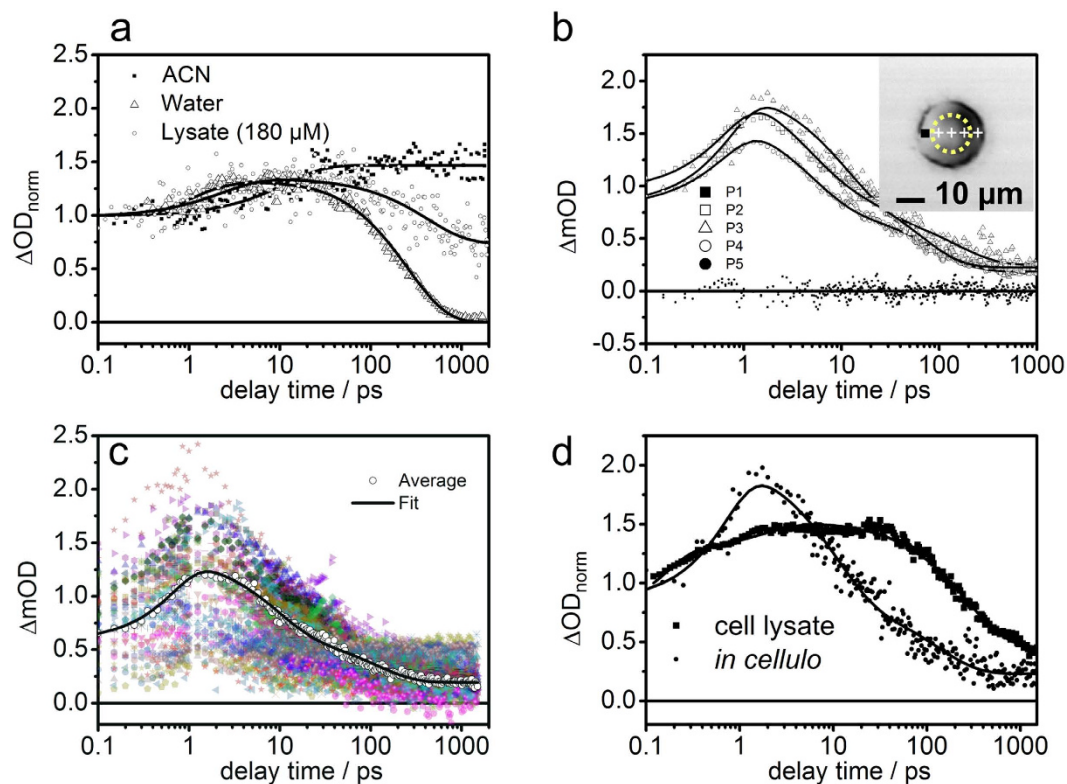 a
2.5
2.0
1.5
1.0
0.5
0.0
ΔOD_norm
ACN
Water
Lysate (180 µM)
0.1 1 10 100 1000
delay time / ps
b
2.0
1.5
1.0
0.5
0.0
-0.5
ΔmOD
P1
P2
P3
P4
P5
10 µm
0.1 1 10 100 1000
delay time / ps
c
2.5
2.0
1.5
1.0
0.5
0.0
ΔmOD
Average
Fit
0.1 1 10 100 1000
delay time / ps
d
2.0
1.5
1.0
0.5
0.0
ΔOD_norm
cell lysate
in cellulo
0.1 1 10 100 1000
delay time / ps